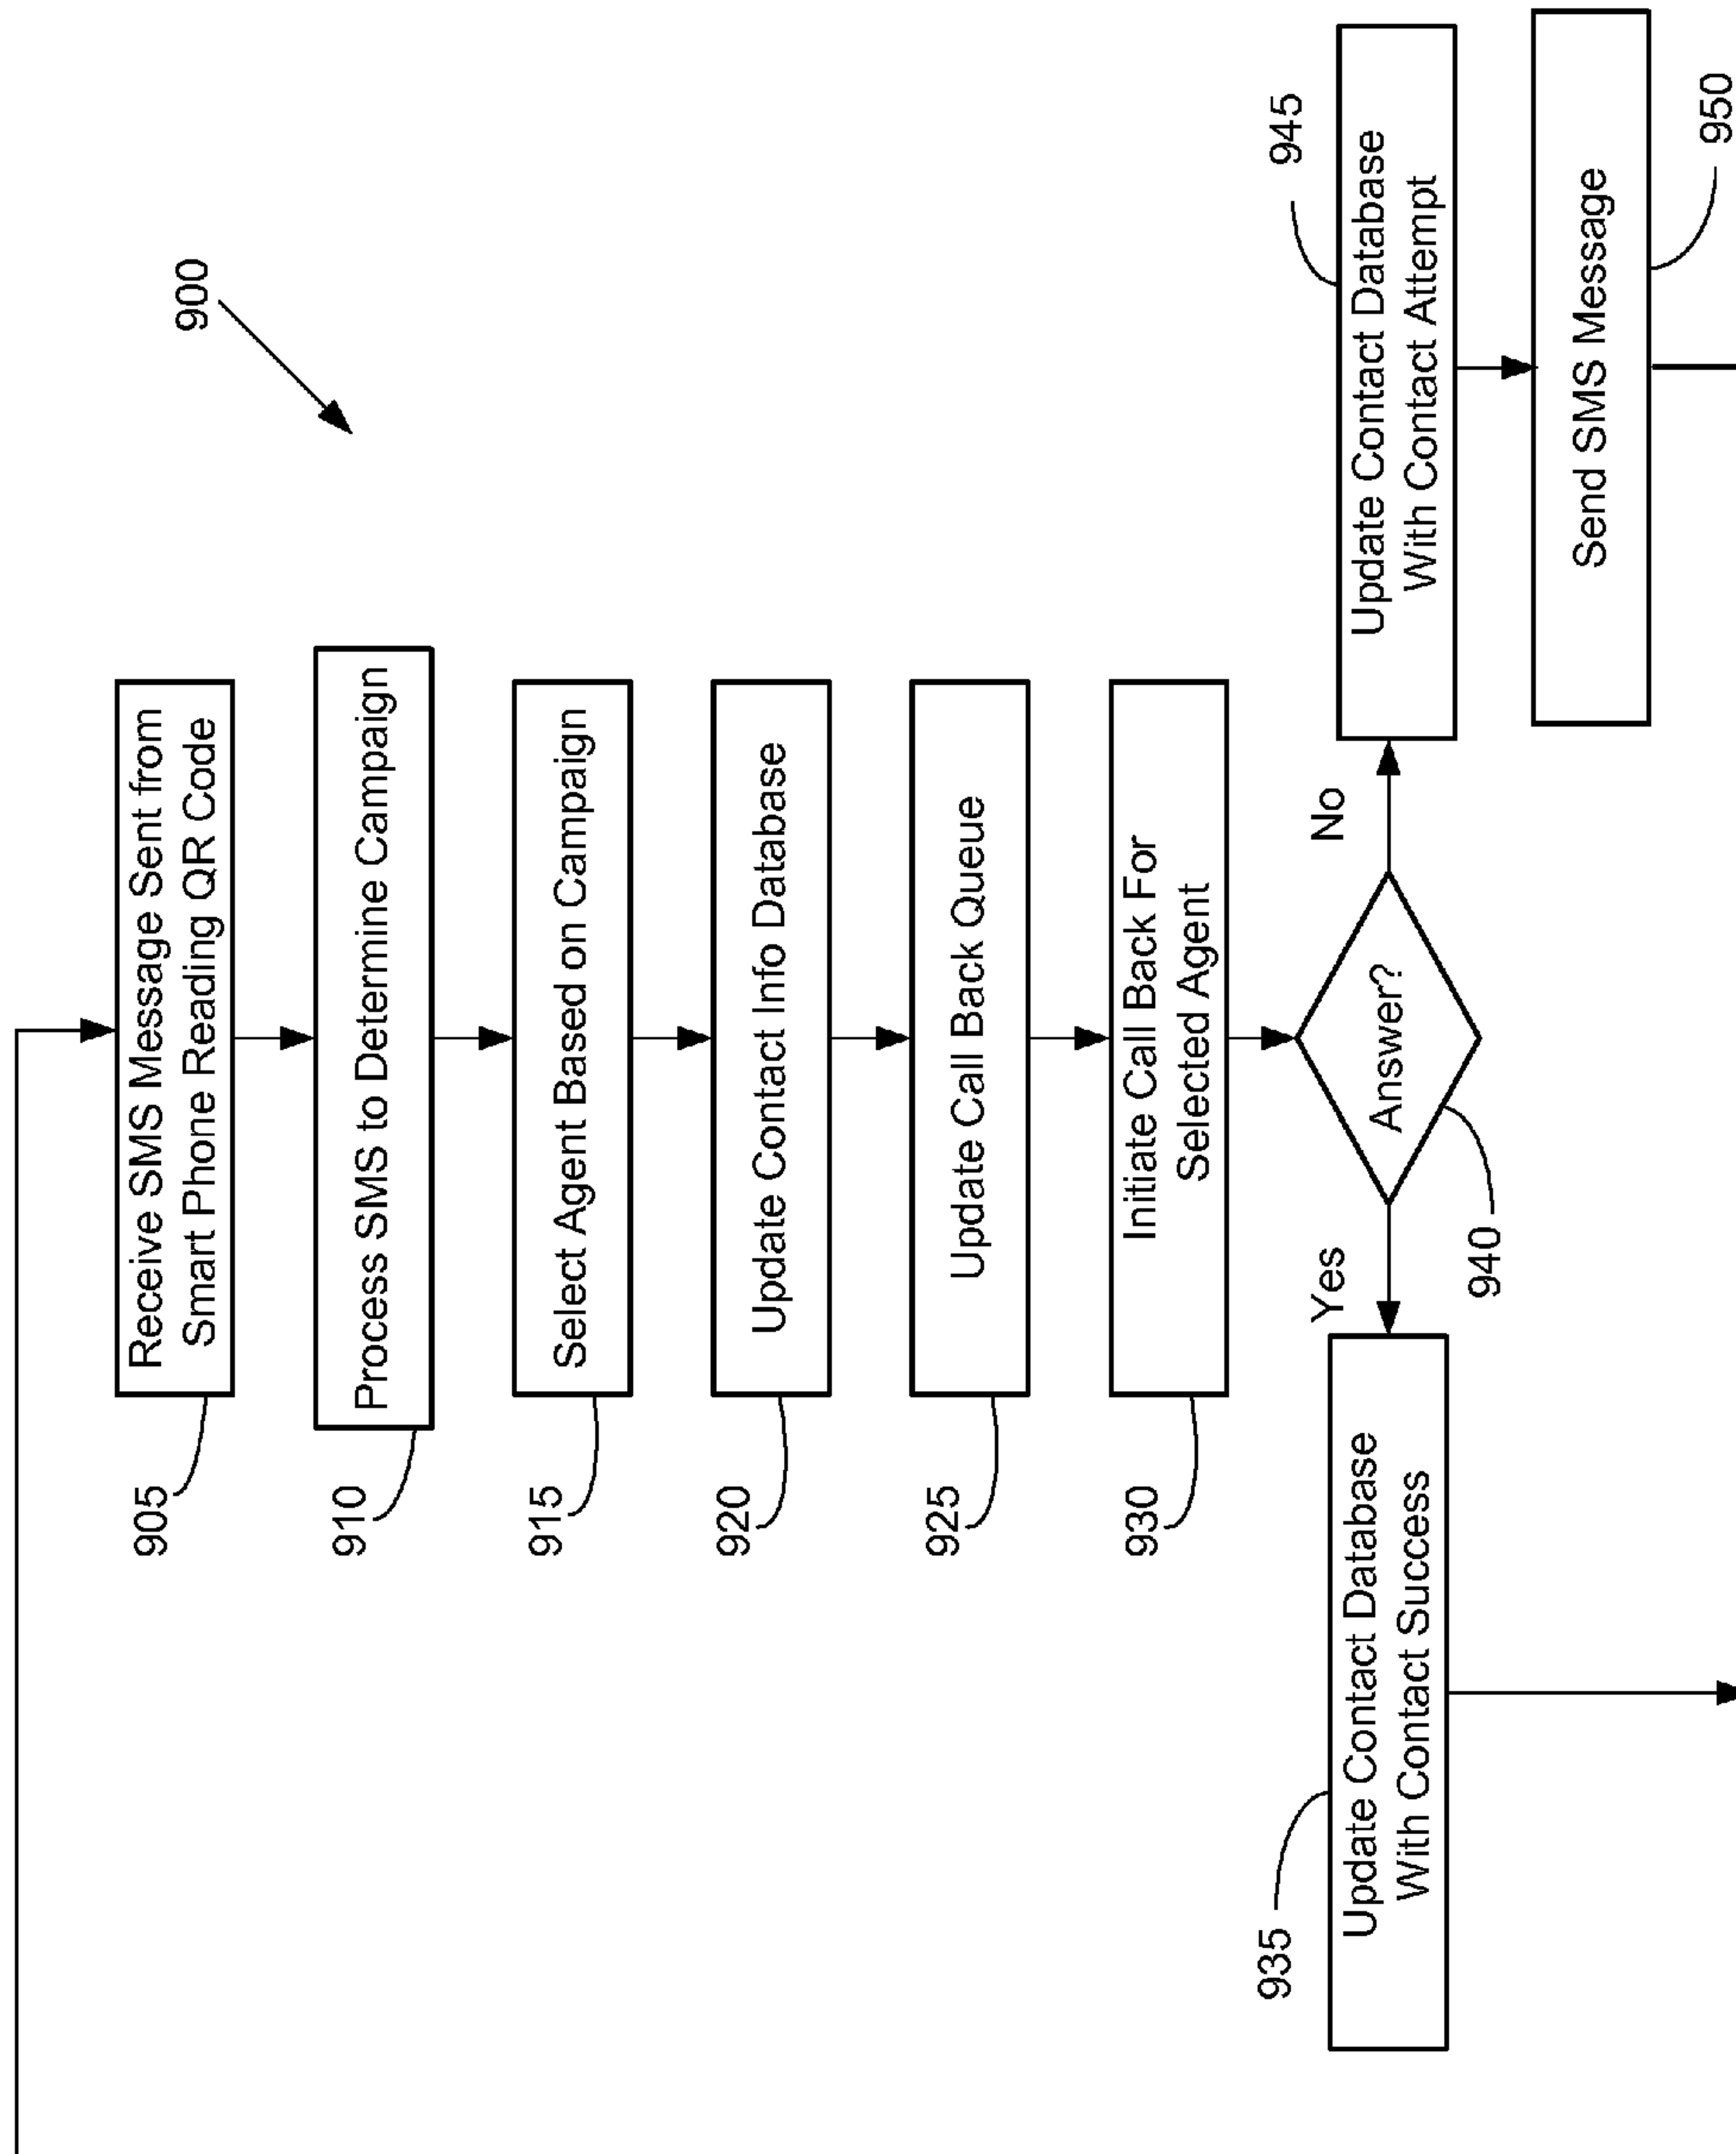 900
905
Receive SMS Message Sent from
Smart Phone Reading QR Code
910
Process SMS to Determine Campaign
915
Select Agent Based on Campaign
920
Update Contact Info Database
925
Update Call Back Queue
930
Initiate Call Back For
Selected Agent
Yes
Answer?
No
940
935
Update Contact Database
With Contact Success
945
Update Contact Database
With Contact Attempt
Send SMS Message
950